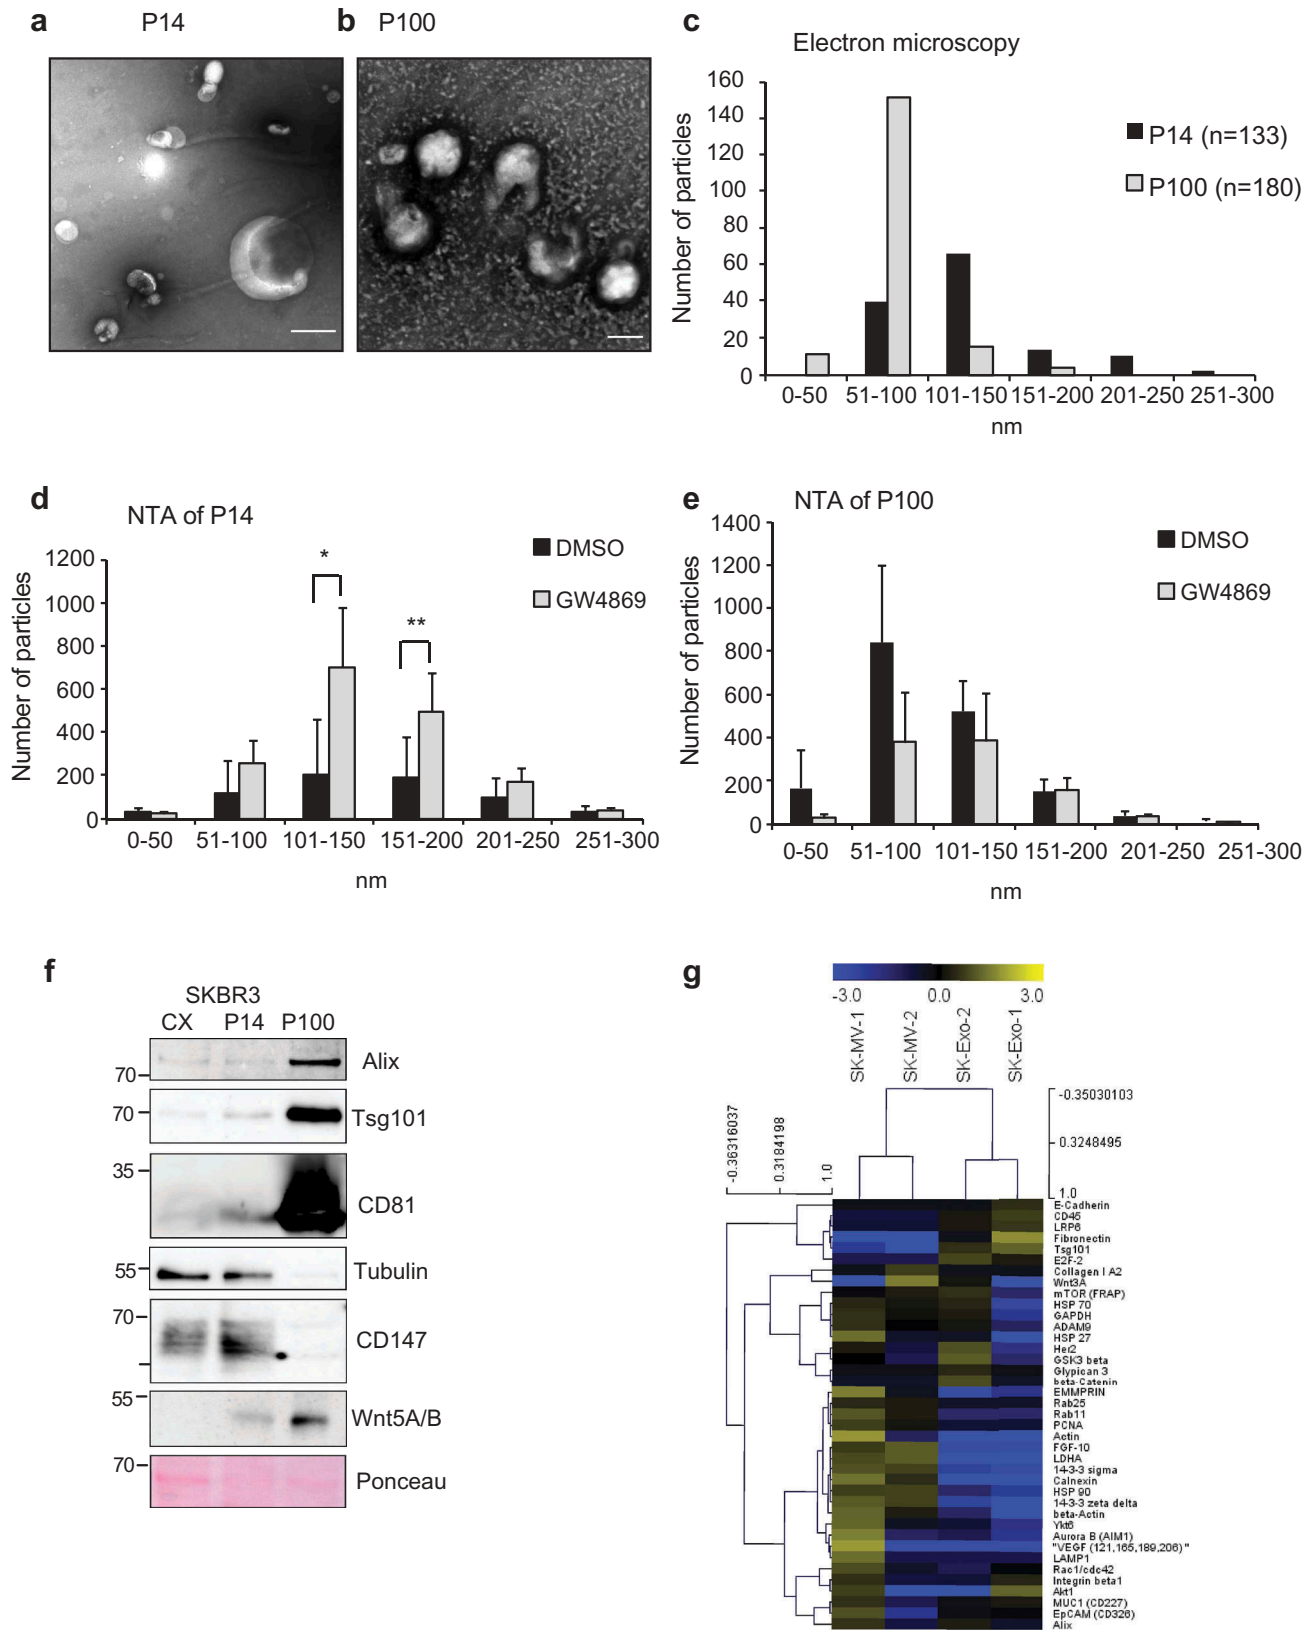 a P14
b P100
c
Electron microscopy
Number of particles
160
140
120
100
80
60
40
20
0
P14 (n=133)
P100 (n=180)
0-50 51-100 101-150 151-200 201-250 251-300
nm
d
NTA of P14
Number of particles
1200
1000
800
600
400
200
0
*
**
DMSO
GW4869
0-50 51-100 101-150 151-200 201-250 251-300
nm
e
NTA of P100
Number of particles
1400
1200
1000
800
600
400
200
0
DMSO
GW4869
0-50 51-100 101-150 151-200 201-250 251-300
nm
f
SKBR3
CX P14 P100
70 Alix
70 Tsg101
35 CD81
55 Tubulin
70 CD147
55 Wnt5A/B
70 Ponceau
g
-3.0 0.0 3.0
SK-MV-1
SK-MV-2
SK-Exo-2
SK-Exo-1
-0.35030103
0.3248495
1.0
-0.36316037
0.3184198
1.0
E-Cadherin
CD45
LRP6
Fibronectin
Tsg101
E2F-2
Collagen I A2
Wnt3A
mTOR (FRAP)
HSP 70
GAPDH
ADAM9
HSP 27
Her2
GSK3 beta
Glypican 3
beta-Catenin
EMMPRIN
Rab25
Rab11
PCNA
Actin
FGF-10
LDHA
14-3-3 sigma
Calnexin
HSP 90
14-3-3 zeta delta
beta-Actin
Ykt6
Aurora B (AIM1)
"VEGF (121,165,189,206)"
LAMP1
Rac1/cdc42
Integrin beta1
Akt1
MUC1 (CD227)
EpCAM (CD326)
Alix